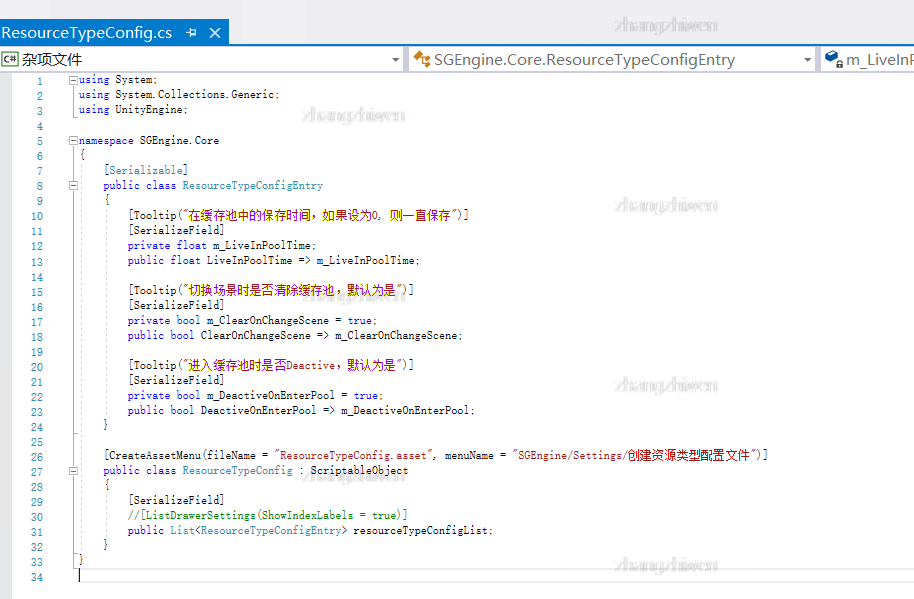 ResourceTypeConfig.cs
zhangzhiwen
C# 杂项文件
SGEngine.Core.ResourceTypeConfigEntry
m_LiveInP
1 using System;
2 using System.Collections.Generic;
3 using UnityEngine;
zhangzhiwen
4
5 namespace SGEngine.Core
6 {
7 [Serializable]
8 public class ResourceTypeConfigEntry
9 {
zhangzhiwen
10 [Tooltip("在缓存池中的保存时间，如果设为0, 则一直保存")]
11 [SerializeField]
12 private float m_LiveInPoolTime;
13 public float LiveInPoolTime => m_LiveInPoolTime;
14
15 [Tooltip("切换场景时是否清除缓存池，默认为是")]
zhangzhiwen
16 [SerializeField]
17 private bool m_ClearOnChangeScene = true;
18 public bool ClearOnChangeScene => m_ClearOnChangeScene;
19
20 [Tooltip("进入缓存池时是否Deactive，默认为是")]
21 [SerializeField]
zhangzhiwen
22 private bool m_DeactiveOnEnterPool = true;
23 public bool DeactiveOnEnterPool => m_DeactiveOnEnterPool;
24 }
25
26 [CreateAssetMenu(fileName = "ResourceTypeConfig.asset", menuName = "SGEngine/Settings/创建资源类型配置文件")]
27 public class ResourceTypeConfig : ScriptableObject
zhangzhiwen
28 {
29 [SerializeField]
30 //[ListDrawerSettings(ShowIndexLabels = true)]
31 public List<ResourceTypeConfigEntry> resourceTypeConfigList;
32 }
33 }
zhangzhiwen
34